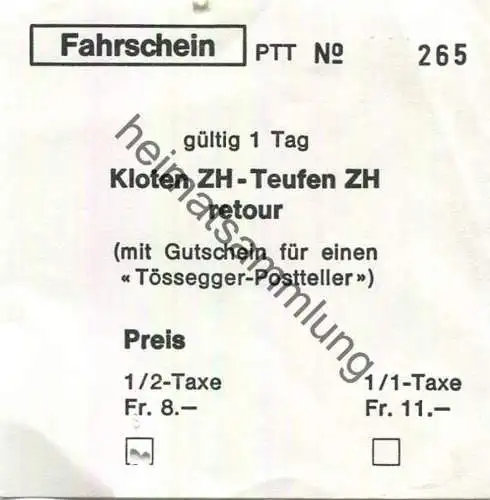 Fahrschein PTT № 265
gültig 1 Tag
Kloten ZH - Teufen ZH
retour
(mit Gutschein für einen
« Tössegger-Postteller »)
Preis
1/2-Taxe 1/1-Taxe
Fr. 8.– Fr. 11.–
heimatsammlung